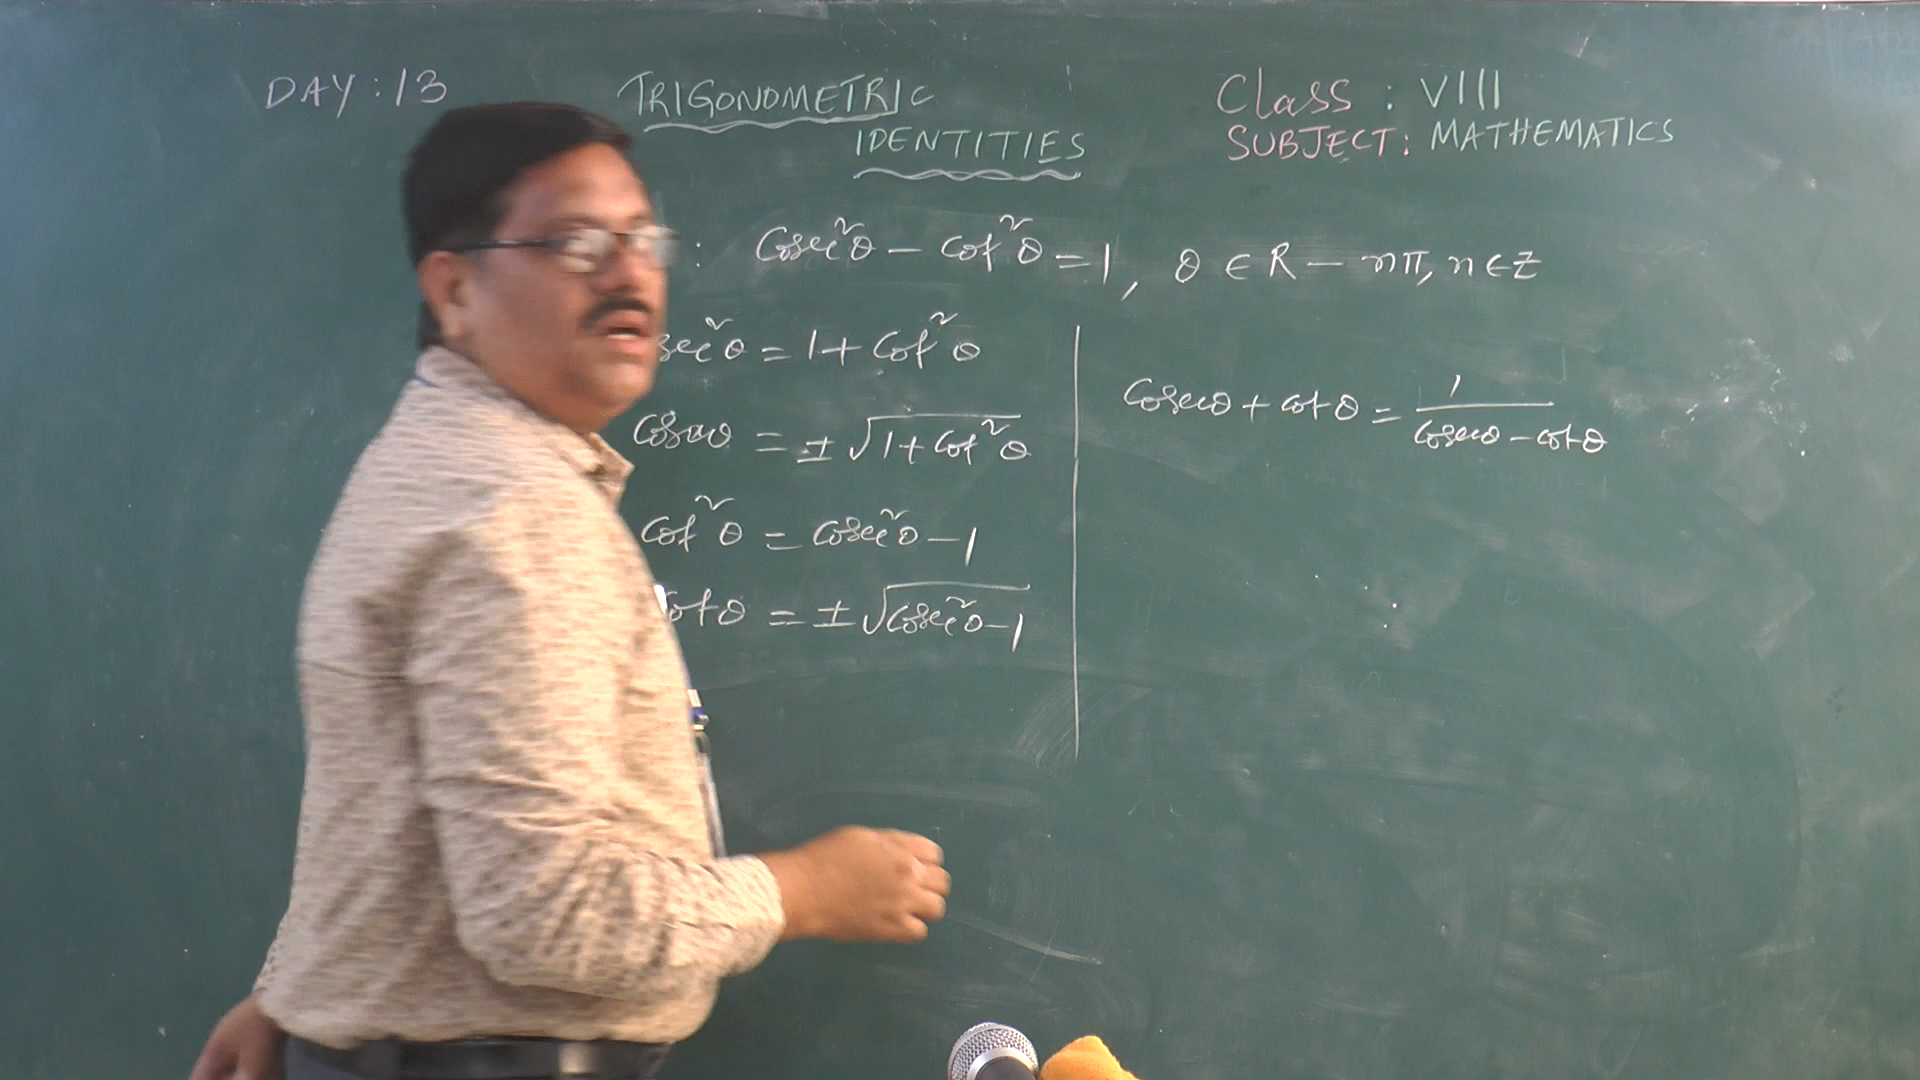 DAY : 13
TRIGONOMETRIC
IDENTITIES
Class : VIII
SUBJECT: MATHEMATICS
: Cosec²θ - Cot²θ = 1, θ ∈ R - nπ, n ∈ Z
sec²θ = 1 + Cot²θ
Cosecθ = ± √1 + Cot²θ
Cot²θ = Cosec²θ - 1
otθ = ± √Cosec²θ - 1
Cosecθ + cotθ = 1 / Cosecθ - cotθ